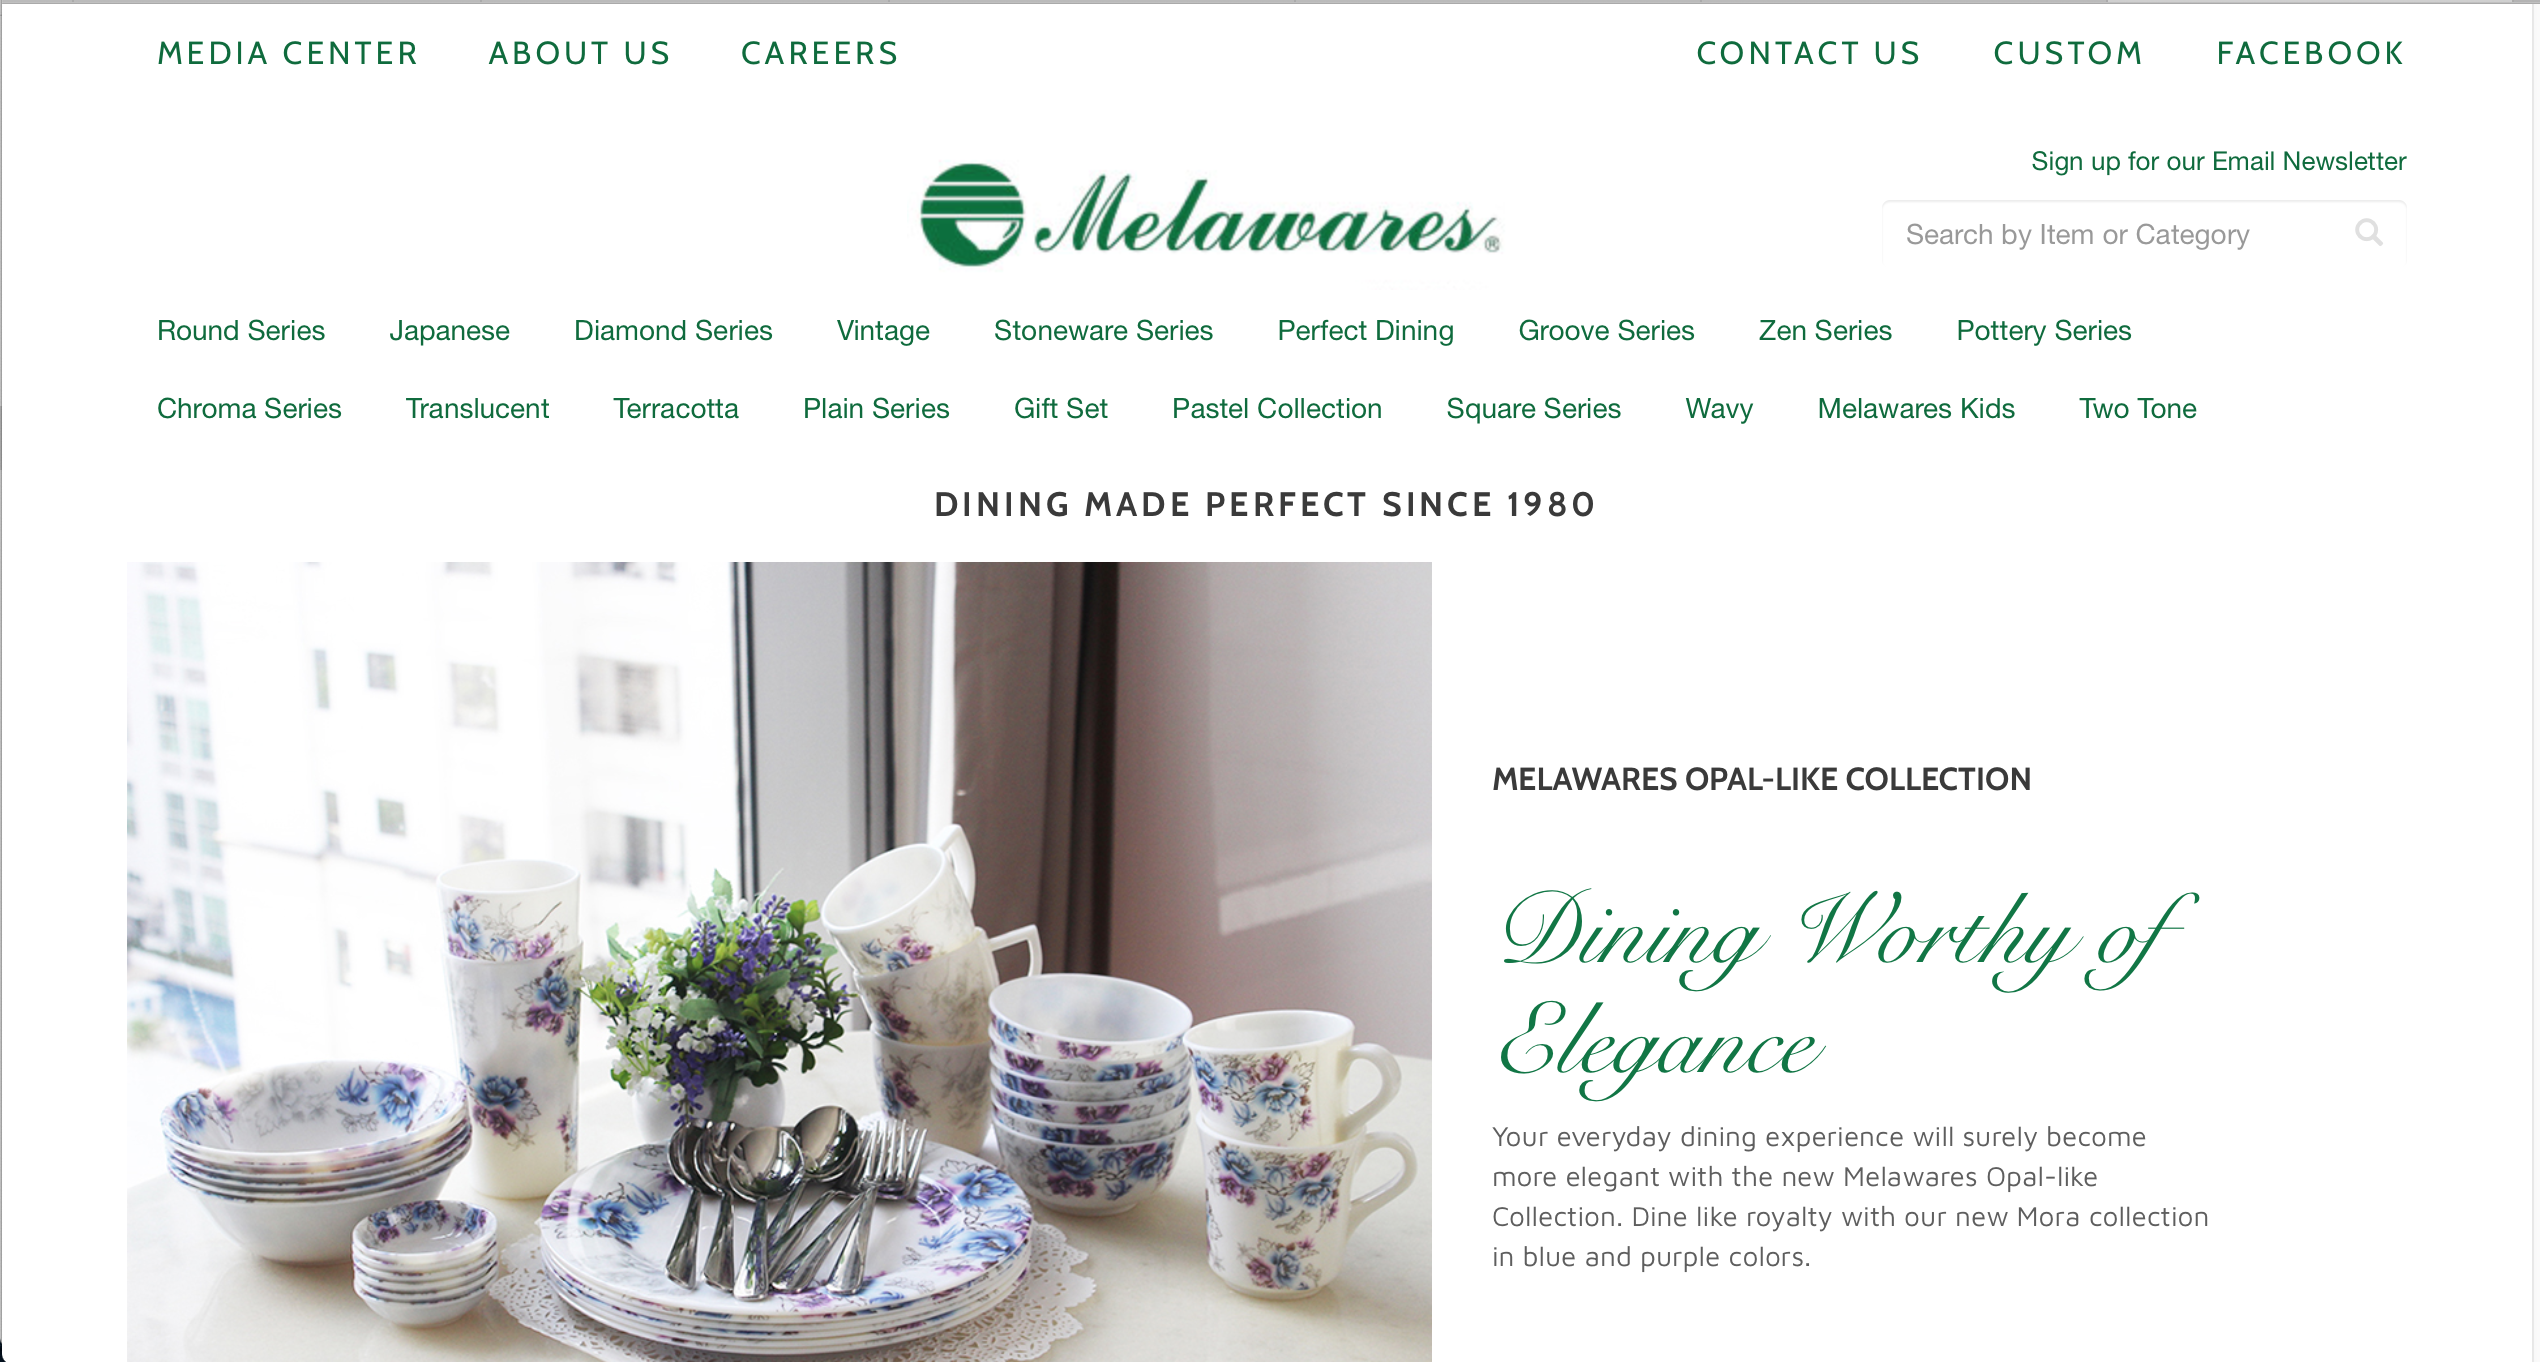 MEDIA CENTER ABOUT US CAREERS CONTACT US CUSTOM FACEBOOK
Sign up for our Email Newsletter
Melawares®
Search by Item or Category
Round Series Japanese Diamond Series Vintage Stoneware Series Perfect Dining Groove Series Zen Series Pottery Series
Chroma Series Translucent Terracotta Plain Series Gift Set Pastel Collection Square Series Wavy Melawares Kids Two Tone
DINING MADE PERFECT SINCE 1980
MELAWARES OPAL-LIKE COLLECTION
Dining Worthy of
Elegance
Your everyday dining experience will surely become
more elegant with the new Melawares Opal-like
Collection. Dine like royalty with our new Mora collection
in blue and purple colors.